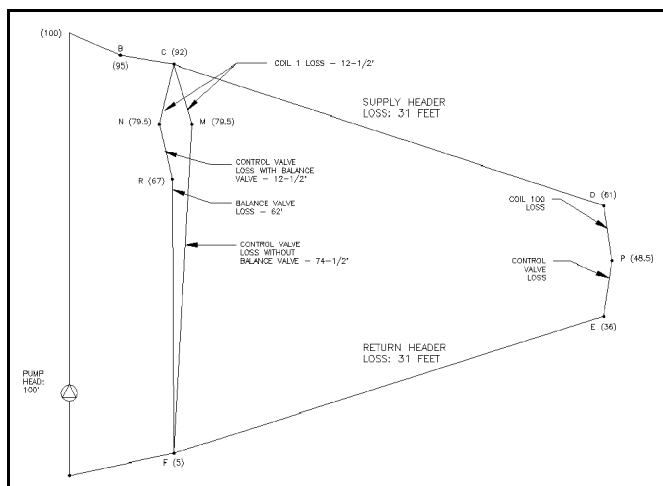 (100)
B
(95)
C (92)
COIL 1 LOSS - 12-1/2'
SUPPLY HEADER
LOSS: 31 FEET
N (79.5)
M (79.5)
CONTROL VALVE
LOSS WITH BALANCE
VALVE - 12-1/2'
R (67)
BALANCE VALVE
LOSS - 62'
D (61)
COIL 100
LOSS
CONTROL VALVE
LOSS WITHOUT
BALANCE VALVE - 74-1/2'
P (48.5)
CONTROL
VALVE
LOSS
E (36)
RETURN HEADER
LOSS: 31 FEET
PUMP
HEAD:
100'
F (5)